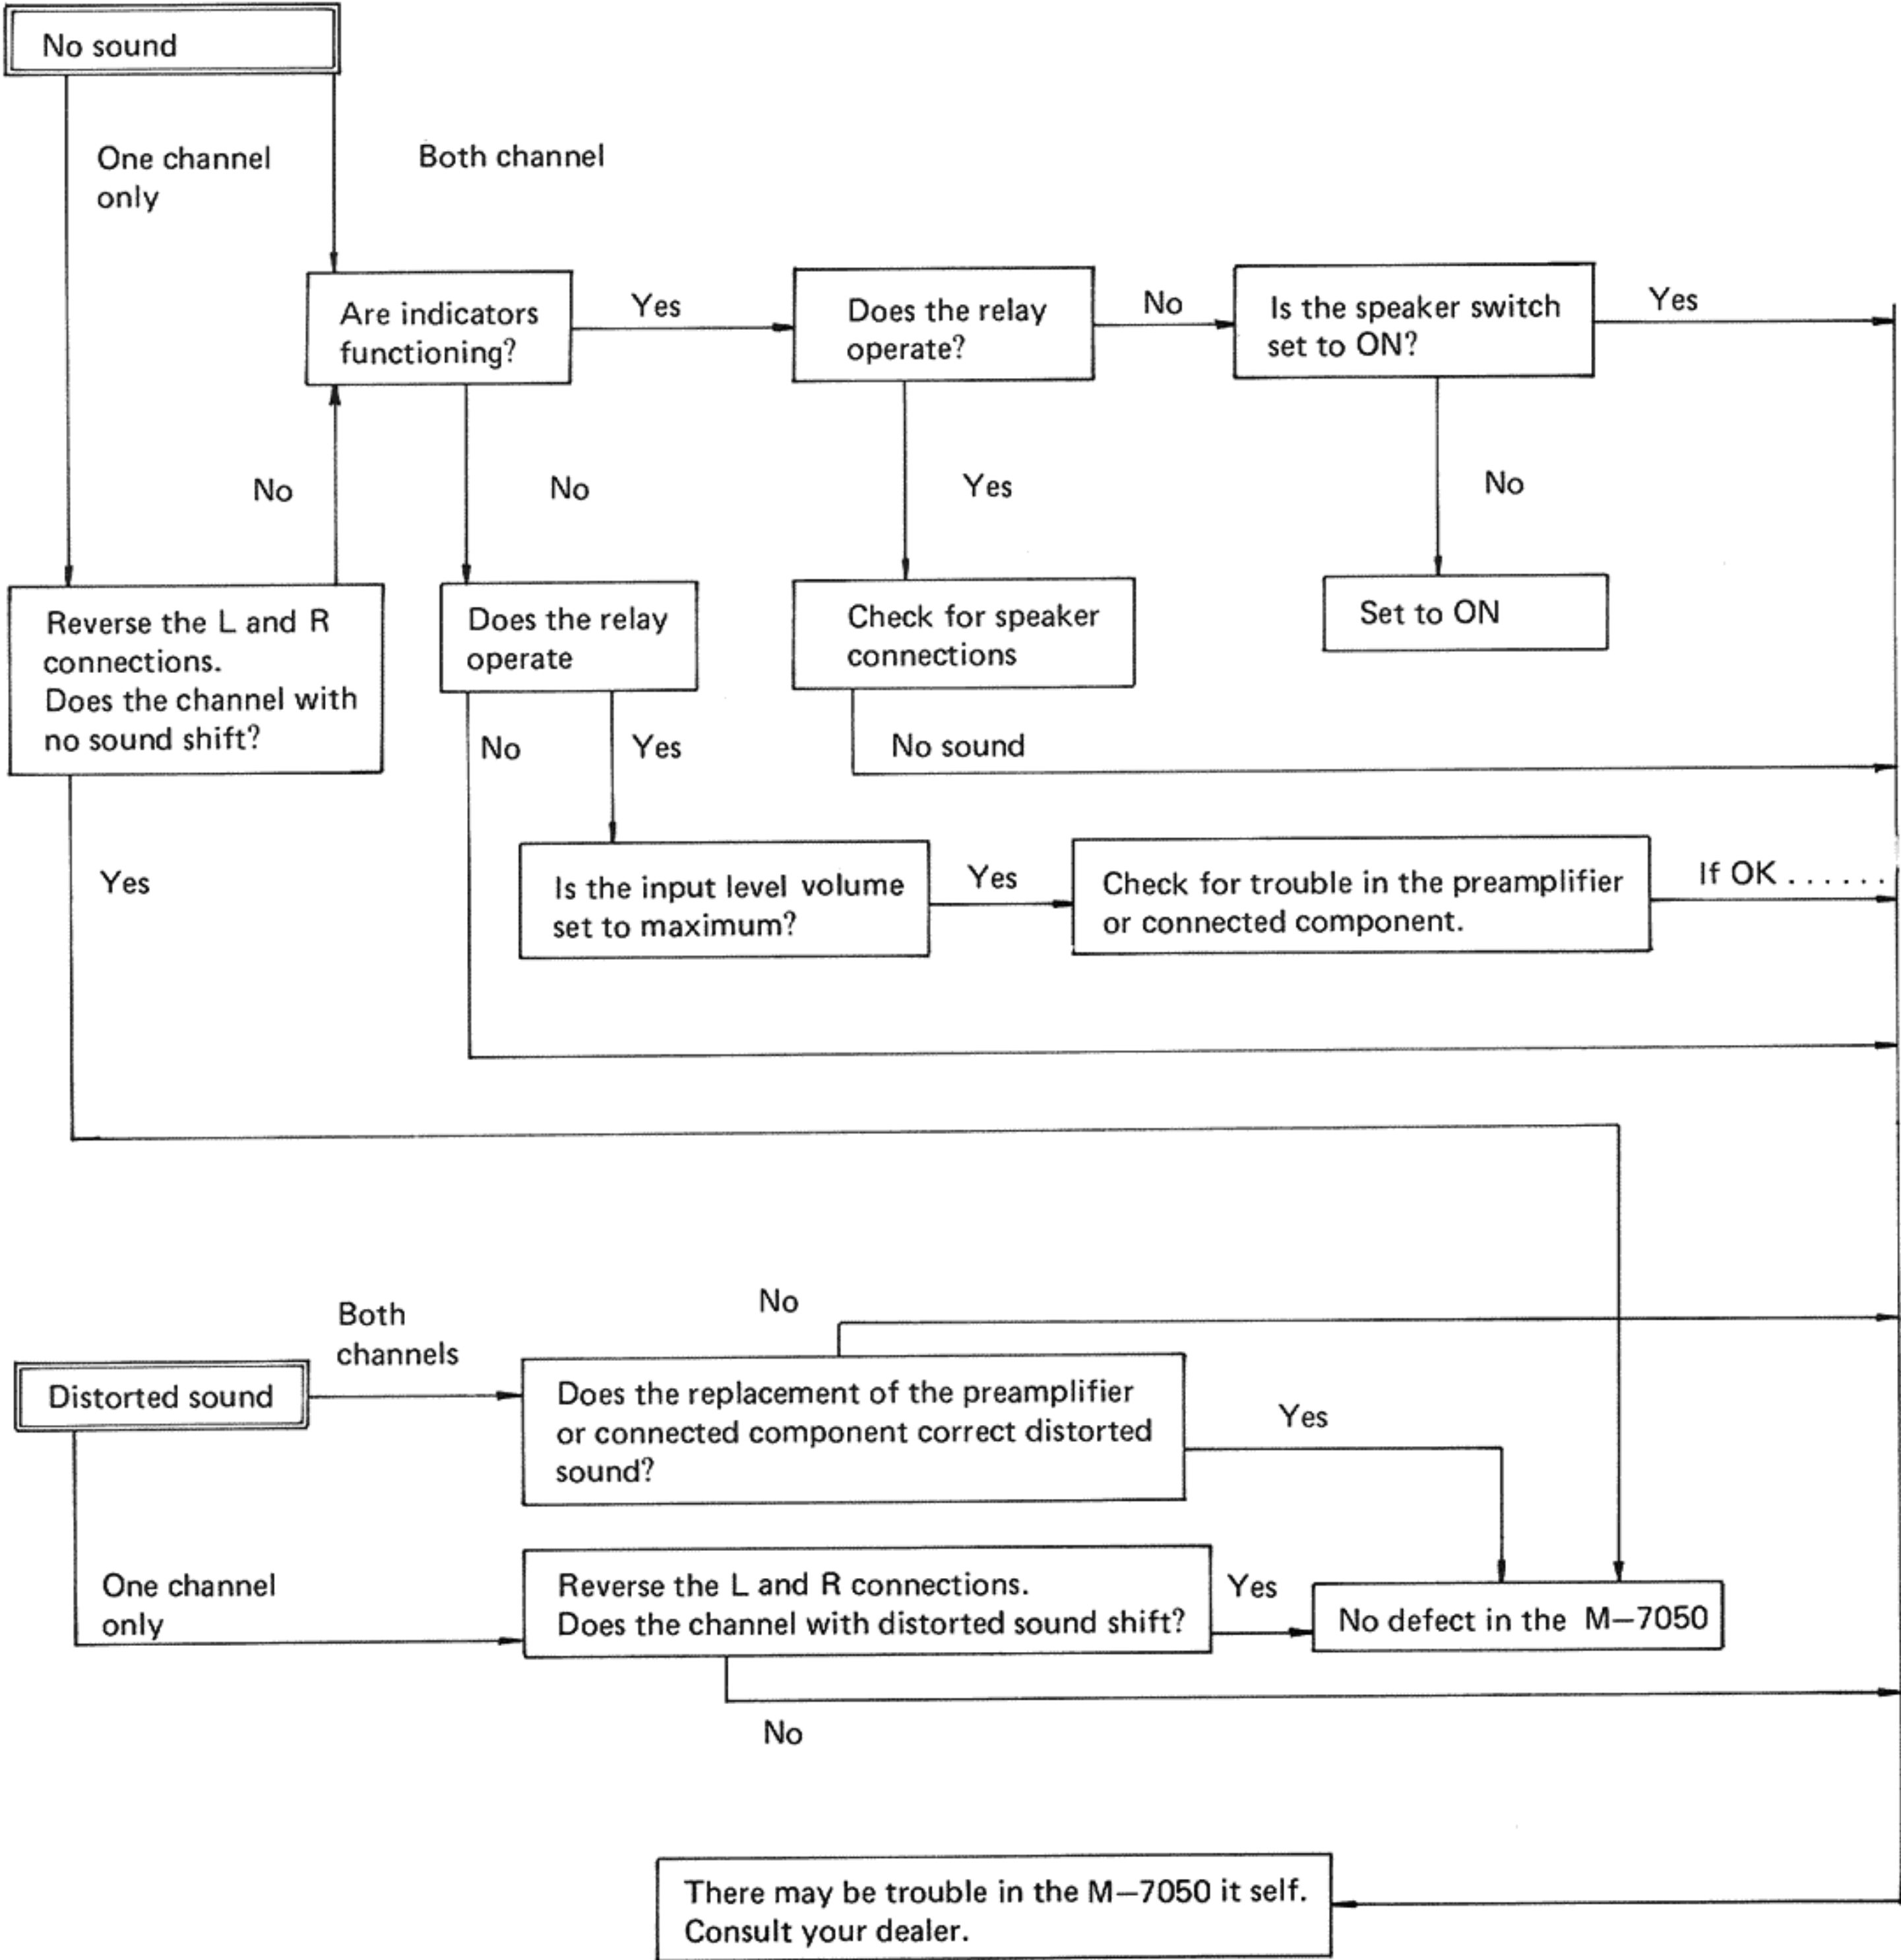 No sound
One channel
only
Both channel
Are indicators
functioning?
Yes
Does the relay
operate?
No
Is the speaker switch
set to ON?
Yes
No
No
Yes
No
Reverse the L and R
connections.
Does the channel with
no sound shift?
Does the relay
operate
Check for speaker
connections
Set to ON
No
Yes
No sound
Yes
Is the input level volume
set to maximum?
Yes
Check for trouble in the preamplifier
or connected component.
If OK ......
Both
channels
No
Distorted sound
Does the replacement of the preamplifier
or connected component correct distorted
sound?
Yes
One channel
only
Reverse the L and R connections.
Does the channel with distorted sound shift?
Yes
No defect in the M–7050
No
There may be trouble in the M–7050 it self.
Consult your dealer.